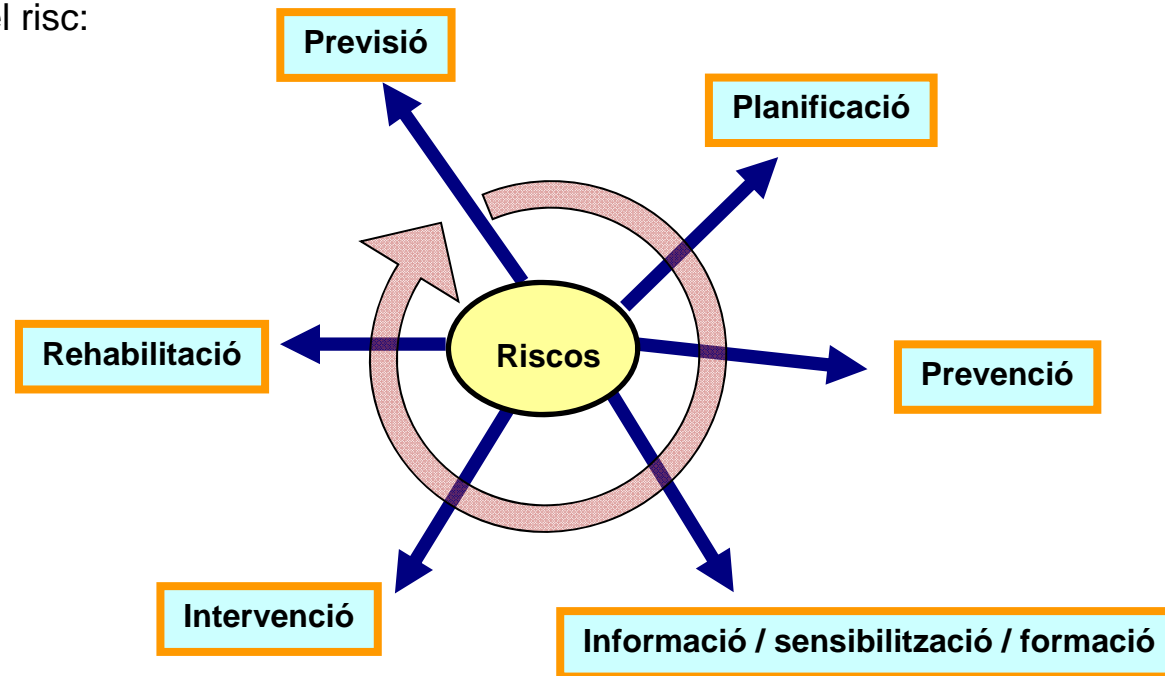 el risc:
Previsió
Planificació
Rehabilitació
Riscos
Prevenció
Intervenció
Informació / sensibilització / formació